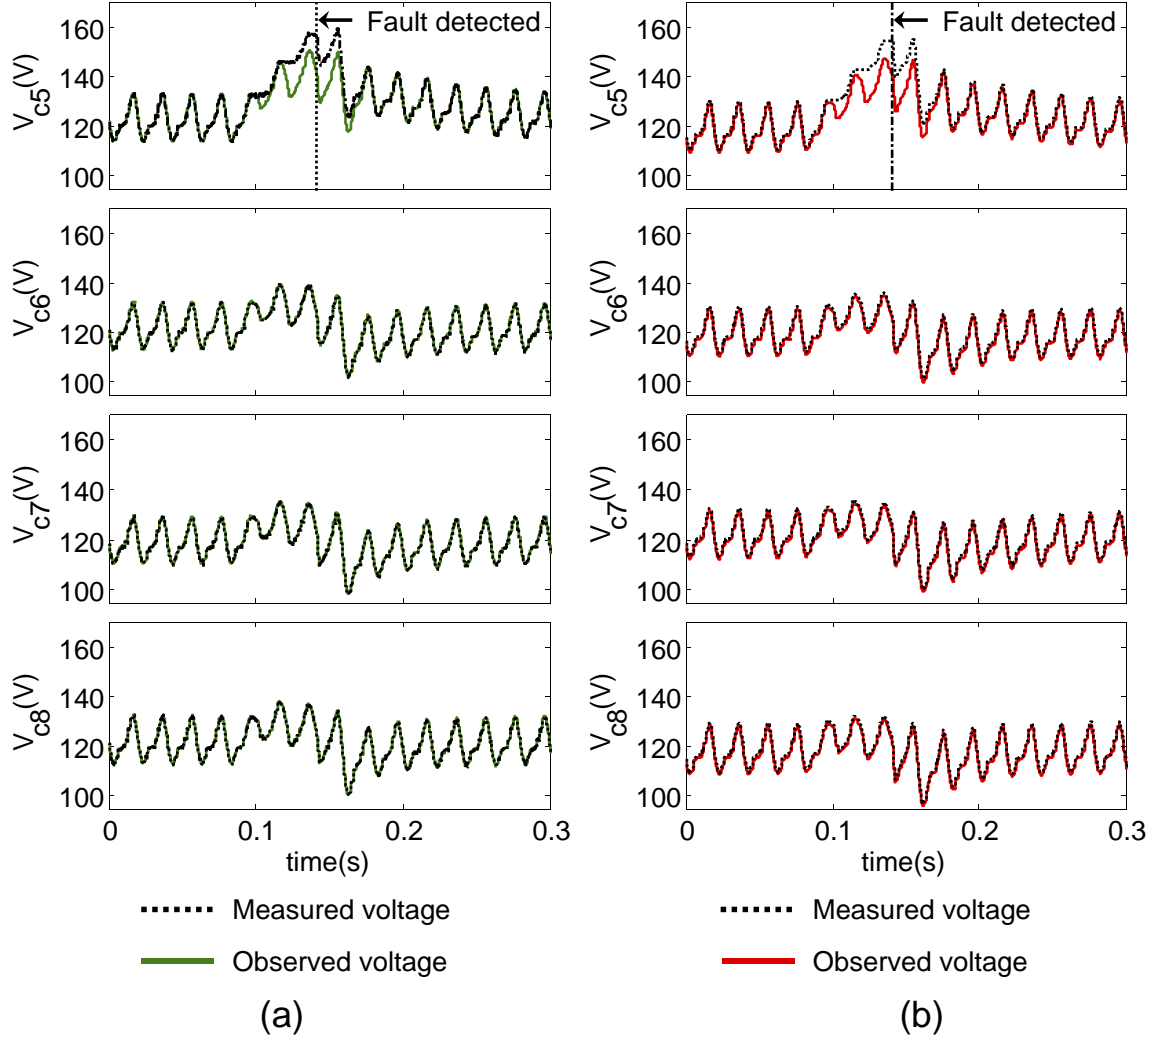 Fault detected
160
140
120
100
Vc5(V)
160
140
120
100
Vc6(V)
160
140
120
100
Vc7(V)
160
140
120
100
Vc8(V)
0 0.1 0.2 0.3
time(s)
Measured voltage
Observed voltage
(a)
Fault detected
160
140
120
100
Vc5(V)
160
140
120
100
Vc6(V)
160
140
120
100
Vc7(V)
160
140
120
100
Vc8(V)
0 0.1 0.2 0.3
time(s)
Measured voltage
Observed voltage
(b)